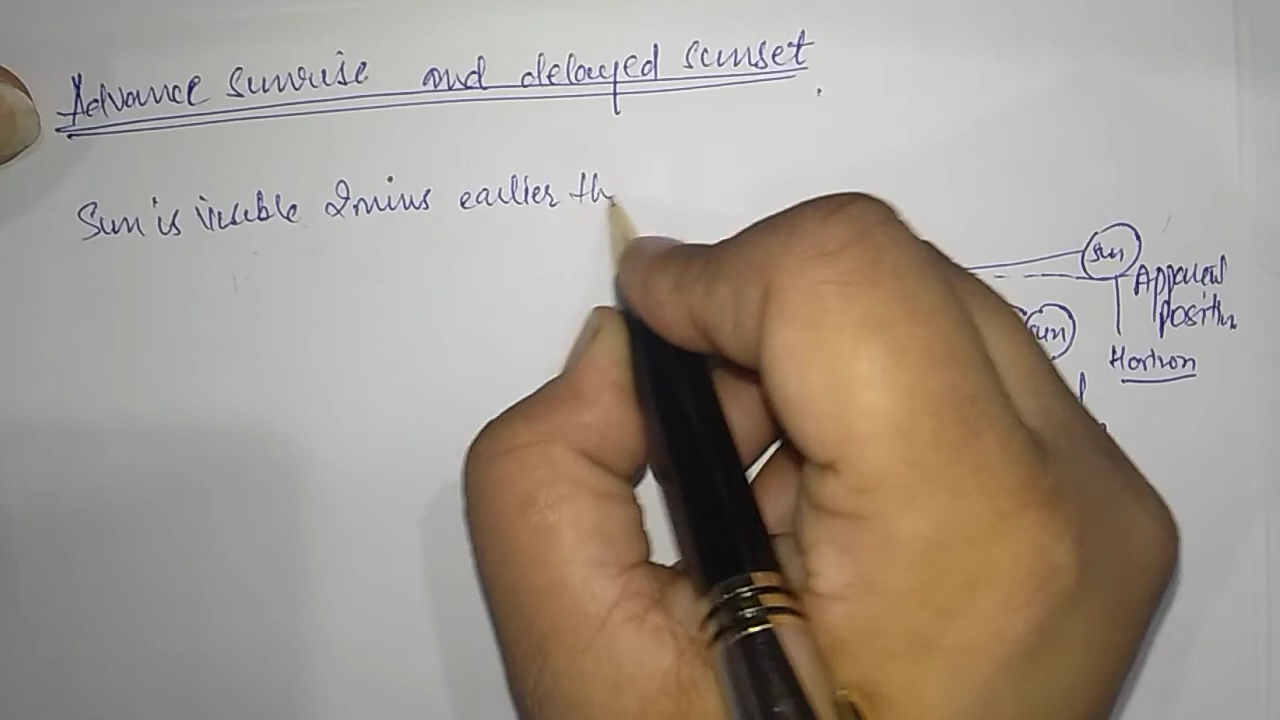 Advance sunrise and delayed sunset.
Sun is visible 2mins earlier th
sun
Apparent
Position
sun
Horizon